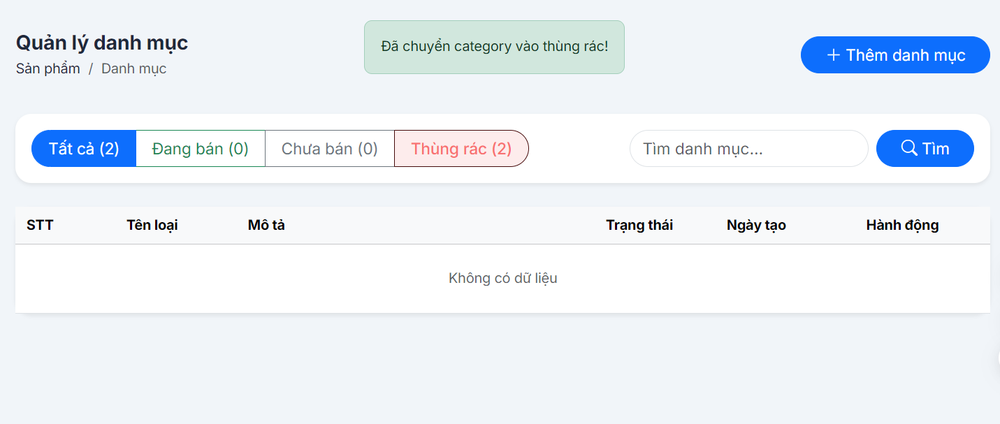 Quản lý danh mục
Sản phẩm / Danh mục
Đã chuyển category vào thùng rác!
+ Thêm danh mục
Tất cả (2) Đang bán (0) Chưa bán (0) Thùng rác (2)
Tìm danh mục... Tìm
STT Tên loại Mô tả Trạng thái Ngày tạo Hành động
Không có dữ liệu